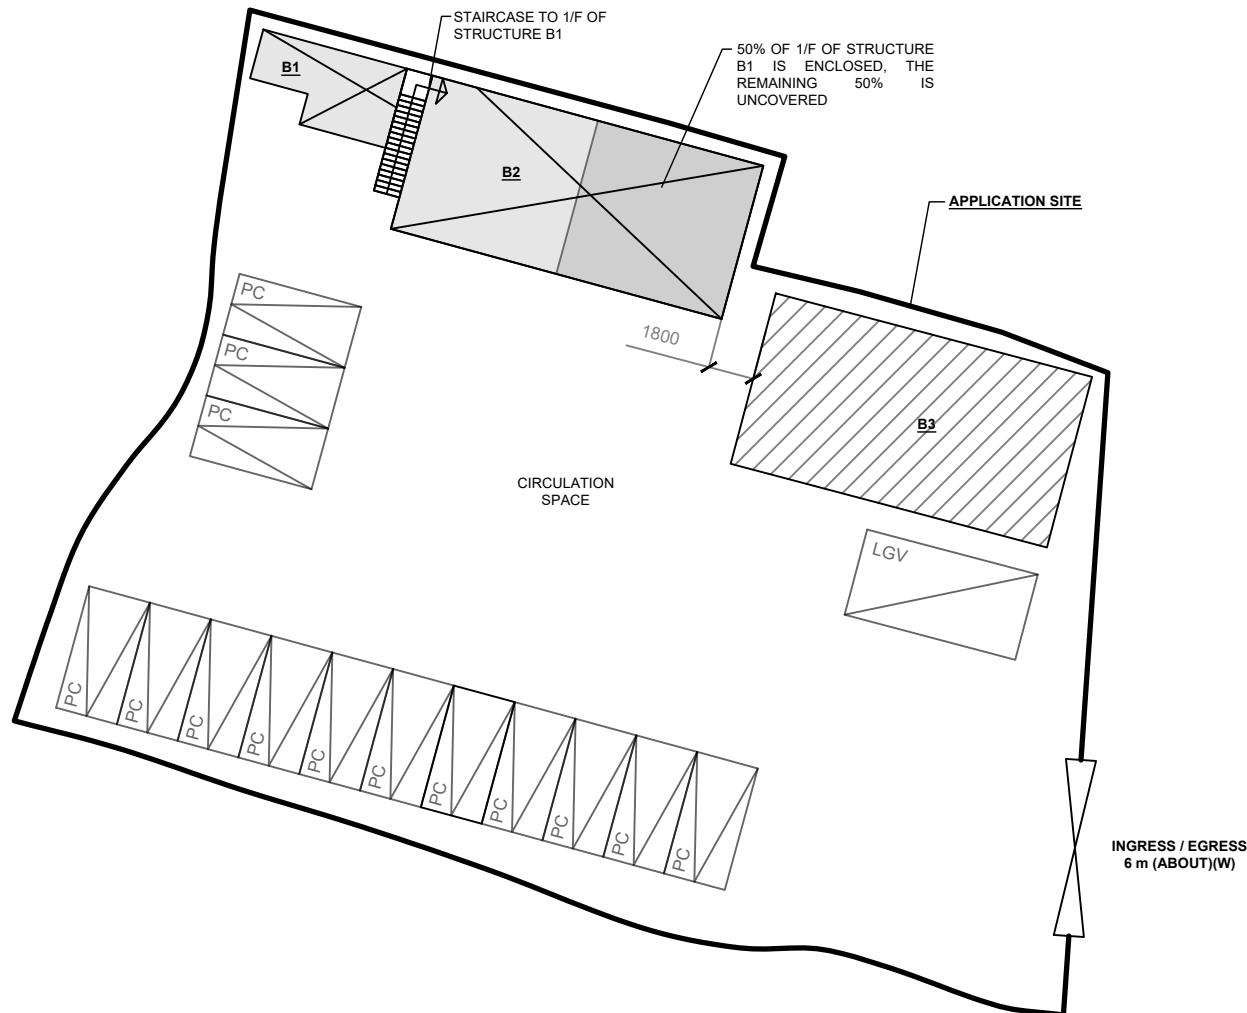 STAIRCASE TO 1/F OF
STRUCTURE B1
50% OF 1/F OF STRUCTURE
B1 IS ENCLOSED, THE
REMAINING 50% IS
UNCOVERED
B1
B2
APPLICATION SITE
PC
1800
PC
PC
B3
CIRCULATION
SPACE
LGV
PC
PC
PC
PC
PC
PC
PC
PC
PC
PC
PC
INGRESS / EGRESS
6 m (ABOUT)(W)